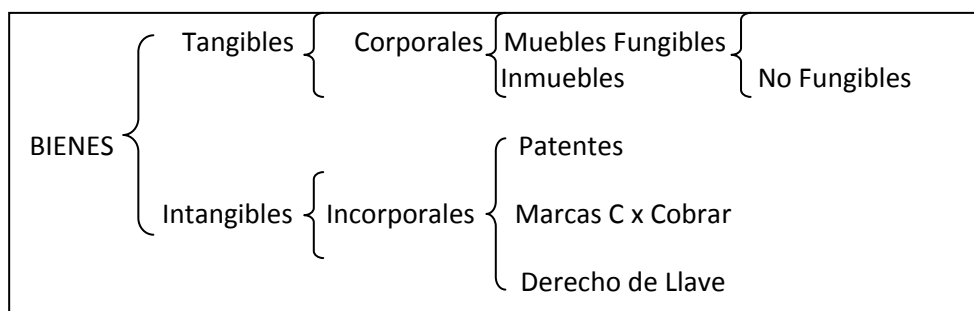 Tangibles Corporales Muebles Fungibles
Inmuebles No Fungibles
BIENES Patentes
Intangibles Incorporales Marcas C x Cobrar
Derecho de Llave